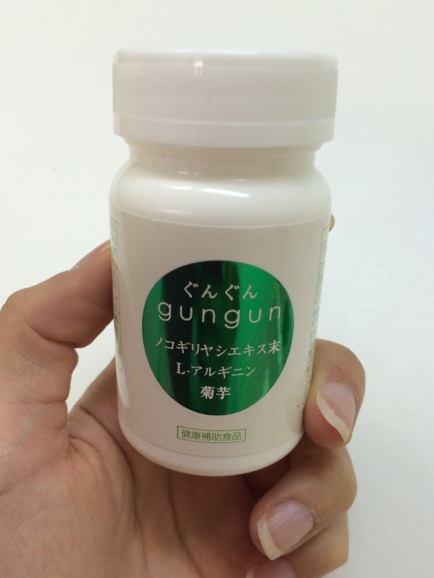 ぐんぐん
gungun
ノコギリヤシエキス末
L-アルギニン
菊芋
健康補助食品